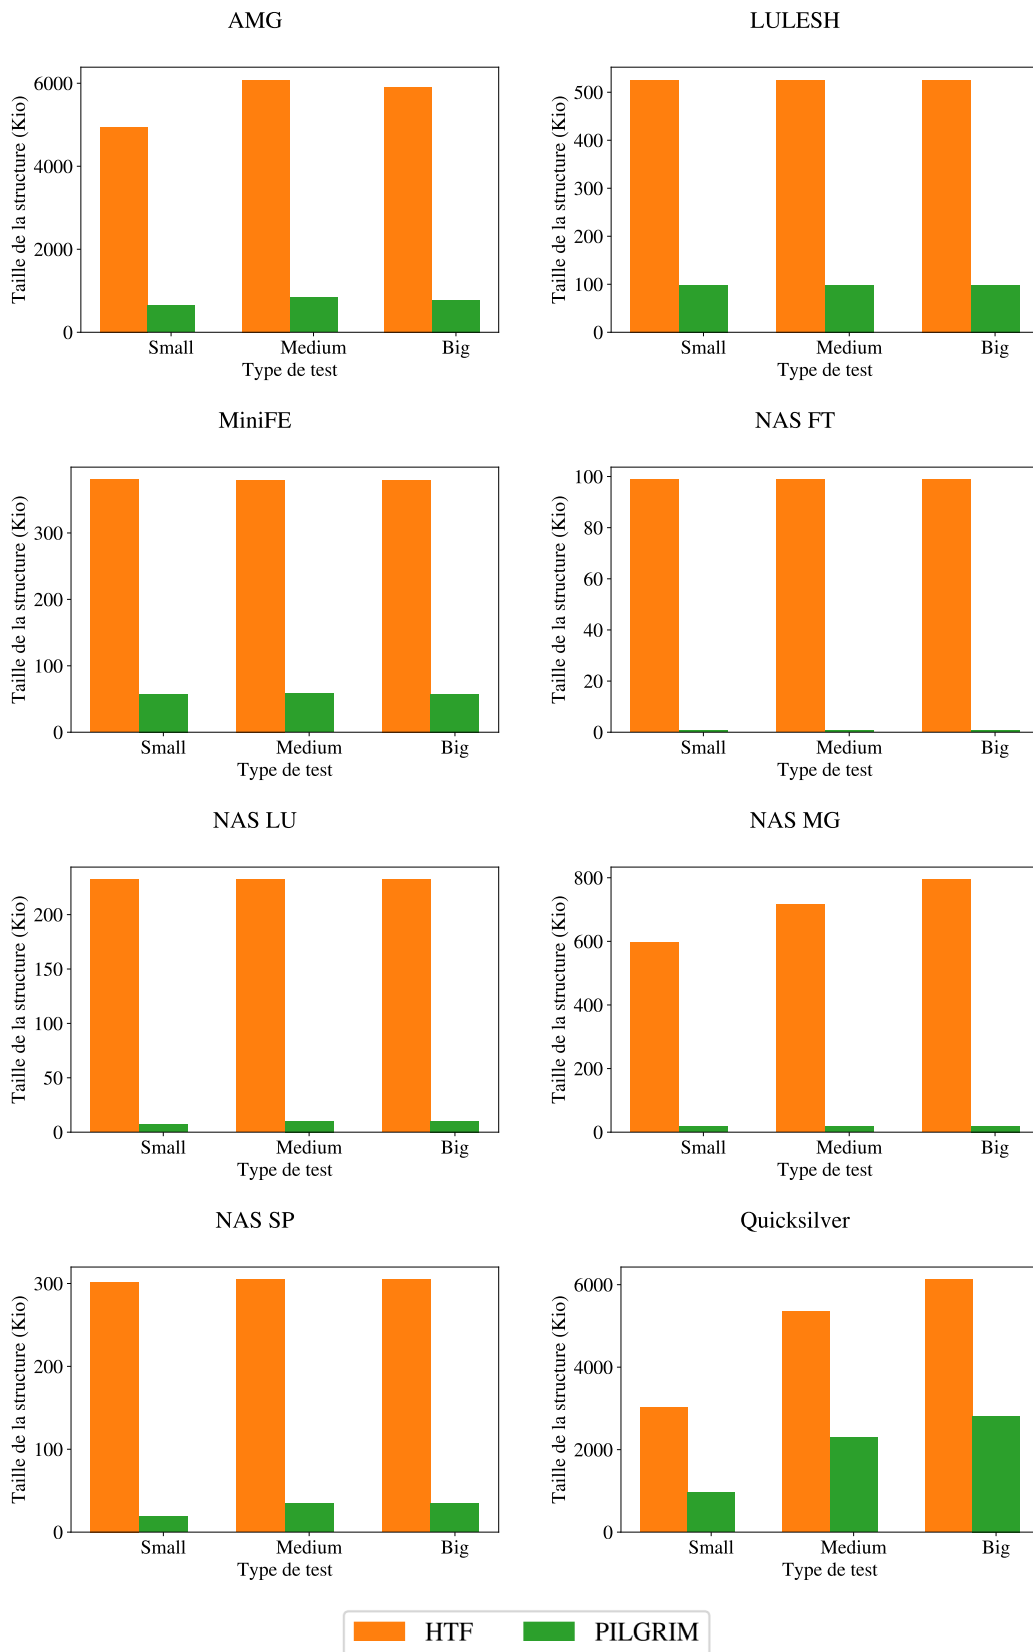 AMG
Taille de la structure (Kio)
6000
4000
2000
0
Small Medium Big
Type de test
LULESH
Taille de la structure (Kio)
500
400
300
200
100
0
Small Medium Big
Type de test
MiniFE
Taille de la structure (Kio)
300
200
100
0
Small Medium Big
Type de test
NAS FT
Taille de la structure (Kio)
100
80
60
40
20
0
Small Medium Big
Type de test
NAS LU
Taille de la structure (Kio)
200
150
100
50
0
Small Medium Big
Type de test
NAS MG
Taille de la structure (Kio)
800
600
400
200
0
Small Medium Big
Type de test
NAS SP
Taille de la structure (Kio)
300
200
100
0
Small Medium Big
Type de test
Quicksilver
Taille de la structure (Kio)
6000
4000
2000
0
Small Medium Big
Type de test
HTF PILGRIM